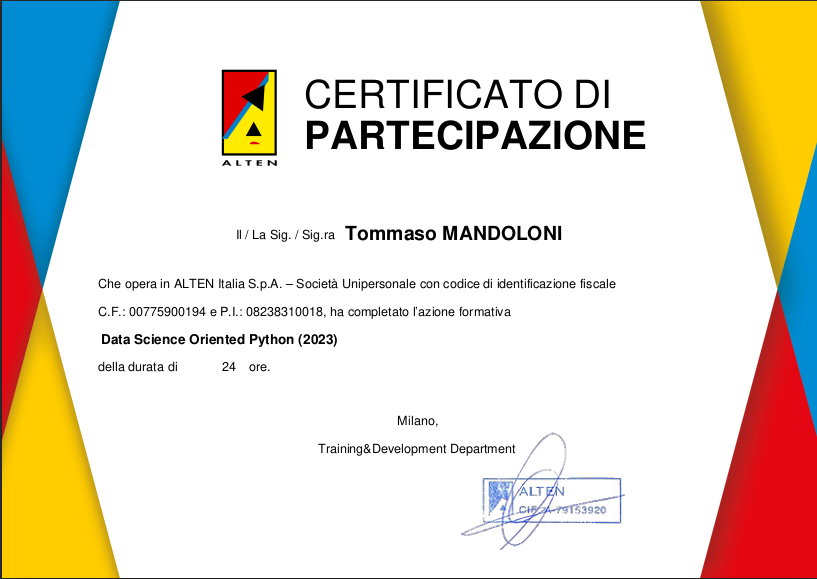 CERTIFICATO DI
PARTECIPAZIONE
ALTEN
Il / La Sig. / Sig.ra Tommaso MANDOLONI
Che opera in ALTEN Italia S.p.A. – Società Unipersonale con codice di identificazione fiscale
C.F.: 00775900194 e P.I.: 08238310018, ha completato l'azione formativa
Data Science Oriented Python (2023)
della durata di 24 ore.
Milano,
Training&Development Department
ALTEN
CIF A-79153920